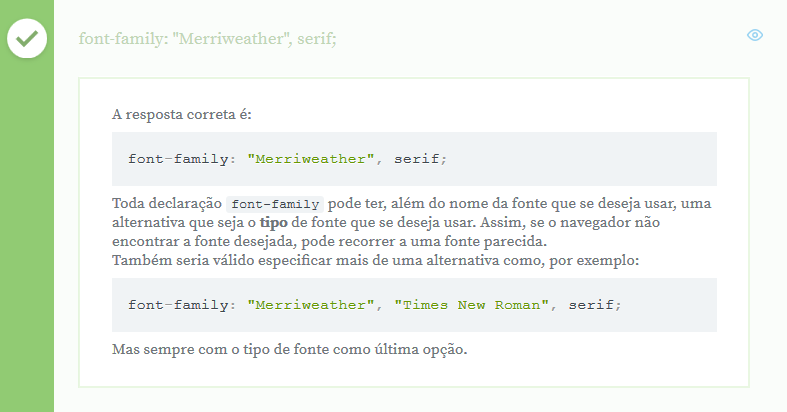 font-family: "Merriweather", serif;
A resposta correta é:
font-family: "Merriweather", serif;
Toda declaração font-family pode ter, além do nome da fonte que se deseja usar, uma
alternativa que seja o tipo de fonte que se deseja usar. Assim, se o navegador não
encontrar a fonte desejada, pode recorrer a uma fonte parecida.
Também seria válido especificar mais de uma alternativa como, por exemplo:
font-family: "Merriweather", "Times New Roman", serif;
Mas sempre com o tipo de fonte como última opção.